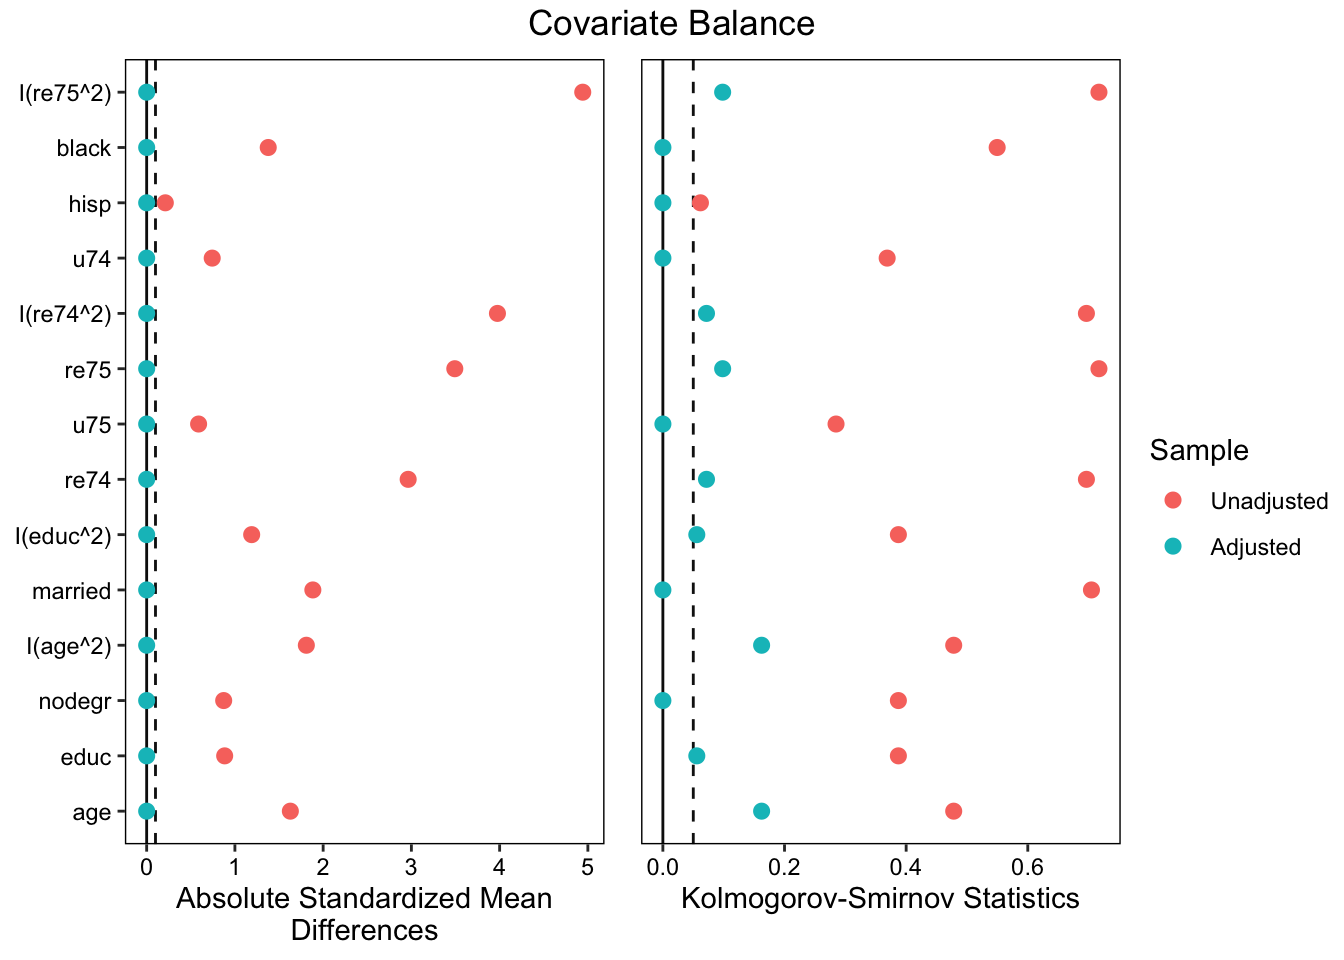 Covariate Balance
I(re75^2)
black
hisp
u74
I(re74^2)
re75
u75
re74
I(educ^2)
married
I(age^2)
nodegr
educ
age
0 1 2 3 4 5
Absolute Standardized Mean
Differences
0.0 0.2 0.4 0.6
Kolmogorov-Smirnov Statistics
Sample
Unadjusted
Adjusted